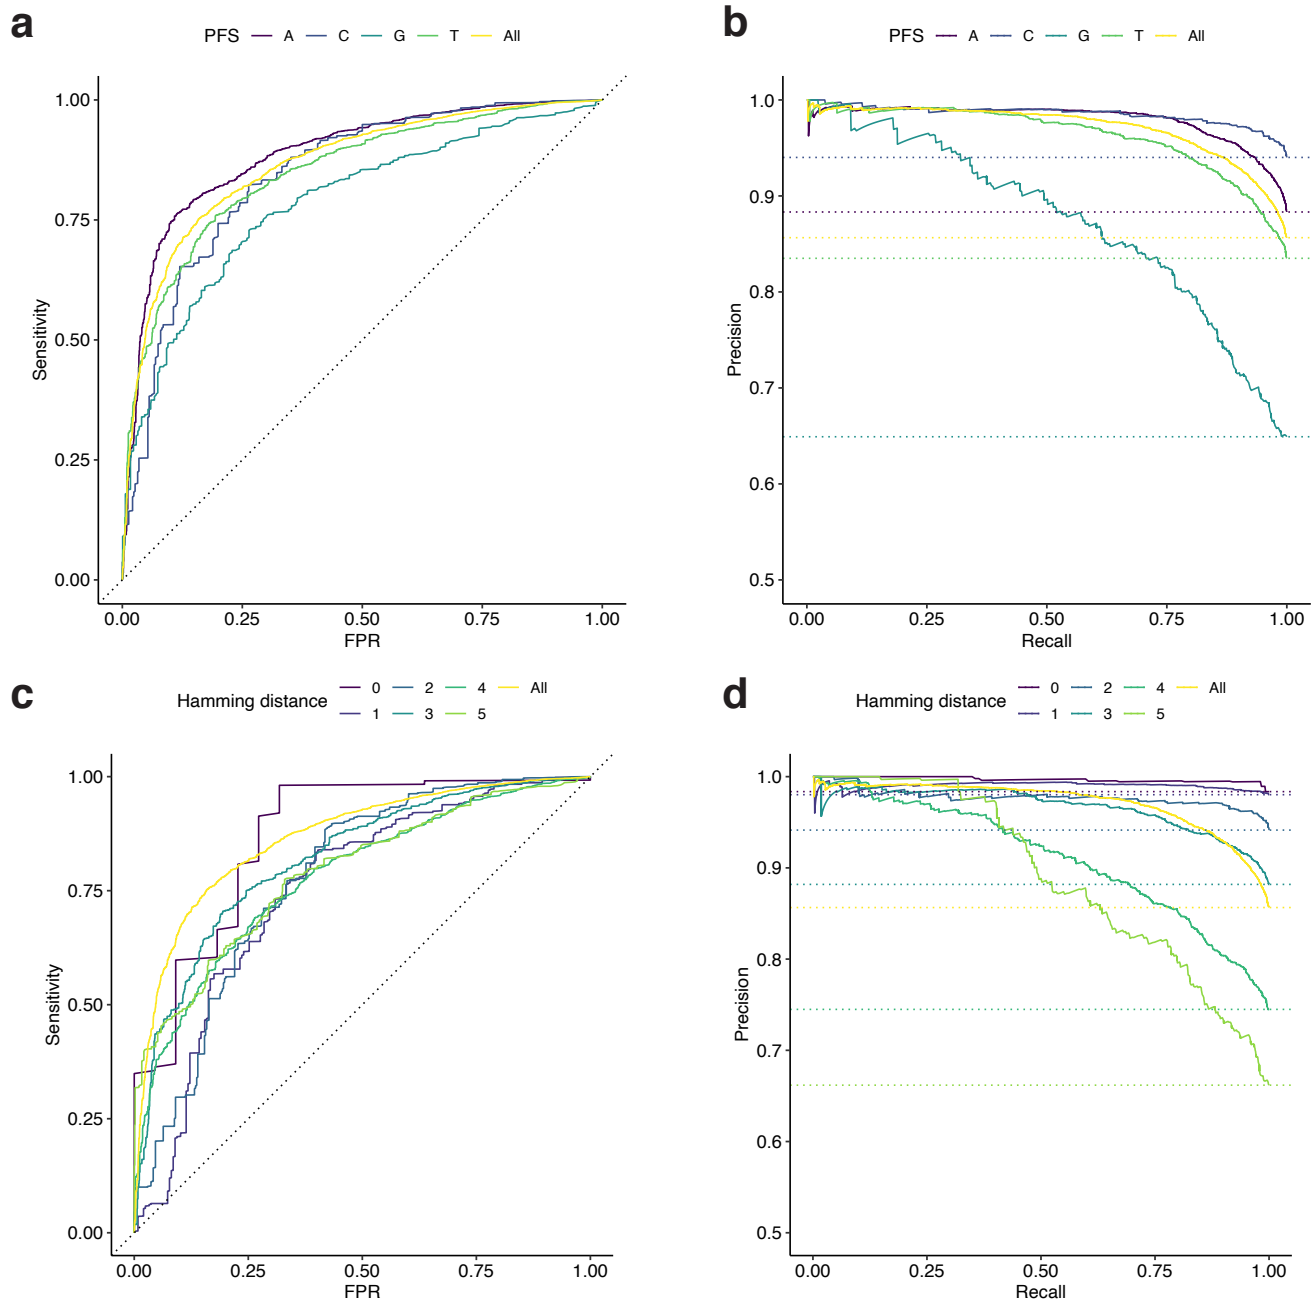 a
PFS A C G T All
1.00
0.75
0.50
0.25
0.00
Sensitivity
0.00 0.25 0.50 0.75 1.00
FPR
b
PFS A C G T All
1.0
0.9
0.8
0.7
0.6
0.5
Precision
0.00 0.25 0.50 0.75 1.00
Recall
c
Hamming distance 0 2 4 All
1 3 5
1.00
0.75
0.50
0.25
0.00
Sensitivity
0.00 0.25 0.50 0.75 1.00
FPR
d
Hamming distance 0 2 4 All
1 3 5
1.0
0.9
0.8
0.7
0.6
0.5
Precision
0.00 0.25 0.50 0.75 1.00
Recall